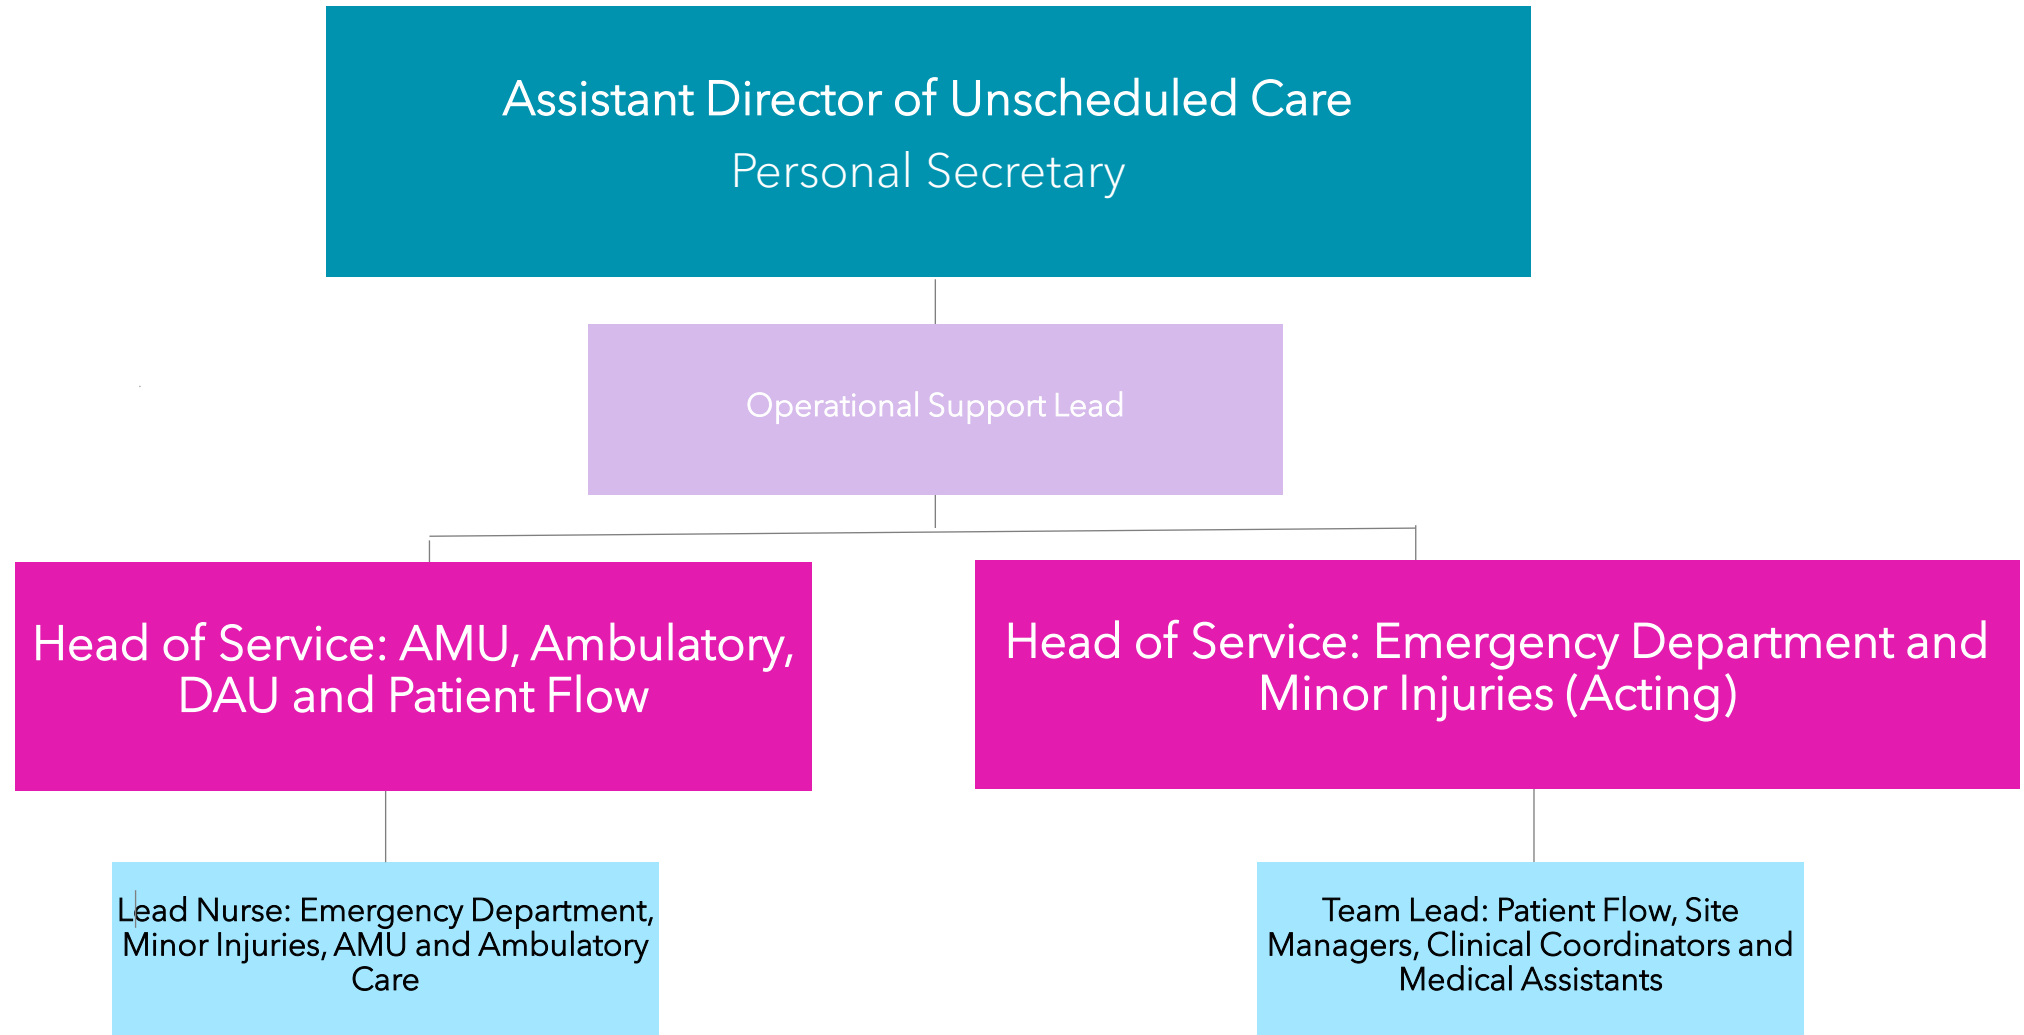 Assistant Director of Unscheduled Care
Personal Secretary
Operational Support Lead
Head of Service: AMU, Ambulatory,
DAU and Patient Flow
Head of Service: Emergency Department and
Minor Injuries (Acting)
Lead Nurse: Emergency Department,
Minor Injuries, AMU and Ambulatory
Care
Team Lead: Patient Flow, Site
Managers, Clinical Coordinators and
Medical Assistants